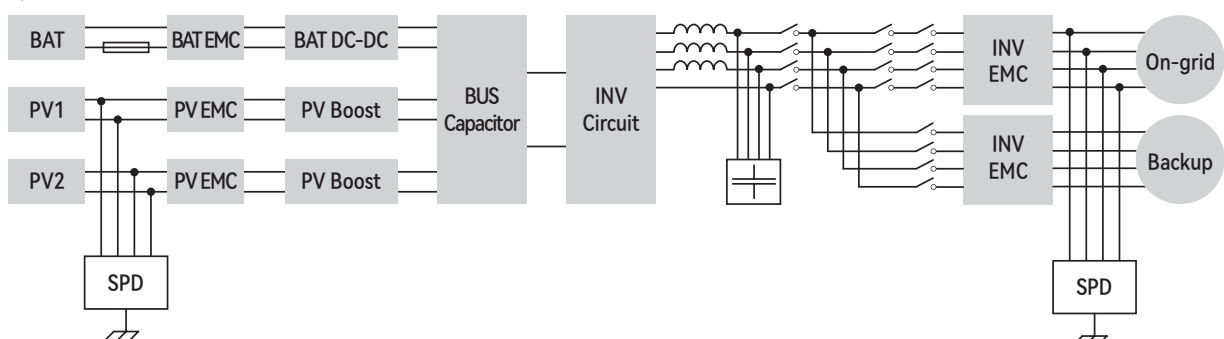 BAT
BAT EMC
BAT DC-DC
PV1
PV EMC
PV Boost
PV2
PV EMC
PV Boost
BUS
Capacitor
INV
Circuit
INV
EMC
On-grid
INV
EMC
Backup
SPD
SPD